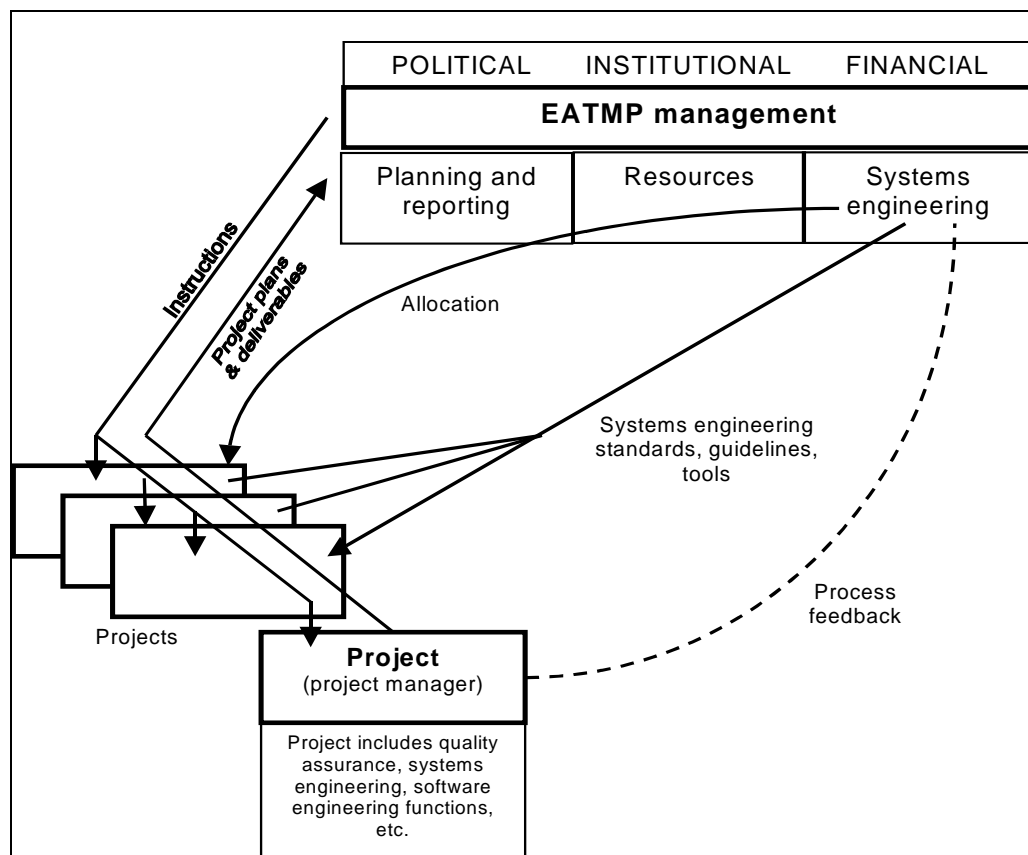 POLITICAL INSTITUTIONAL FINANCIAL
EATMP management
Planning and
reporting
Resources
Systems
engineering
Instructions
Project plans
& deliverables
Allocation
Systems engineering
standards, guidelines,
tools
Process
feedback
Projects
Project
(project manager)
Project includes quality
assurance, systems
engineering, software
engineering functions,
etc.